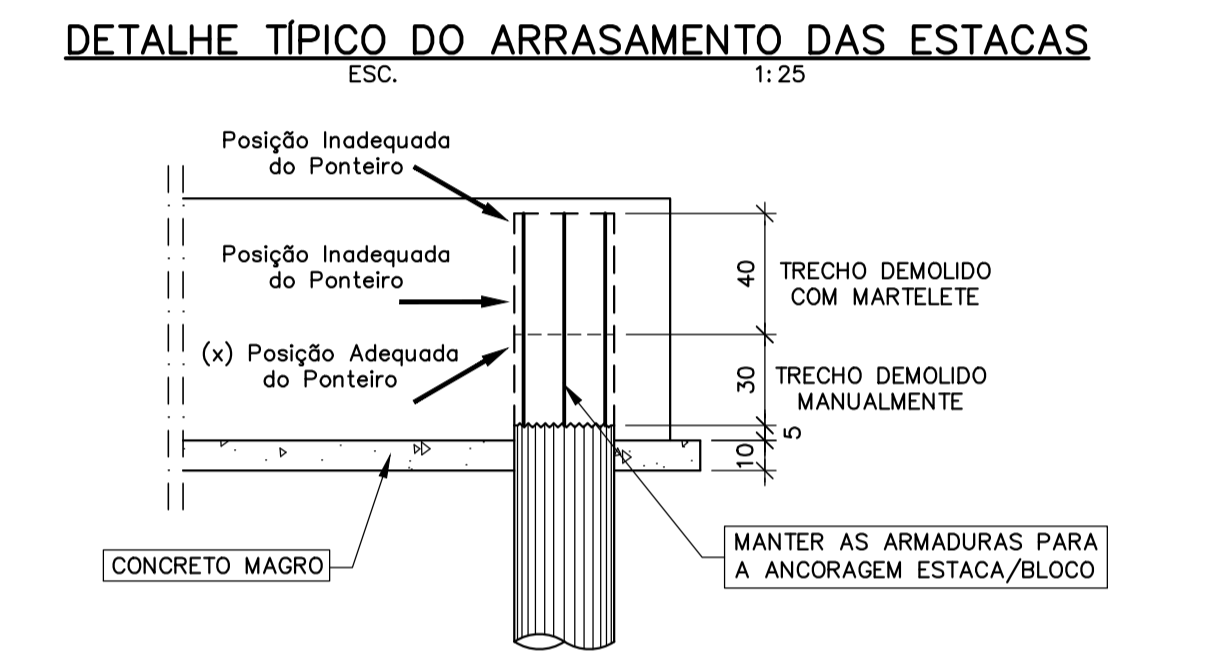 DETALHE TÍPICO DO ARRASAMENTO DAS ESTACAS
ESC. 1:25
Posição Inadequada
do Ponteiro
Posição Inadequada
do Ponteiro
(x) Posição Adequada
do Ponteiro
40
TRECHO DEMOLIDO
COM MARTELETE
30
TRECHO DEMOLIDO
MANUALMENTE
5
10
CONCRETO MAGRO
MANTER AS ARMADURAS PARA
A ANCORAGEM ESTACA/BLOCO